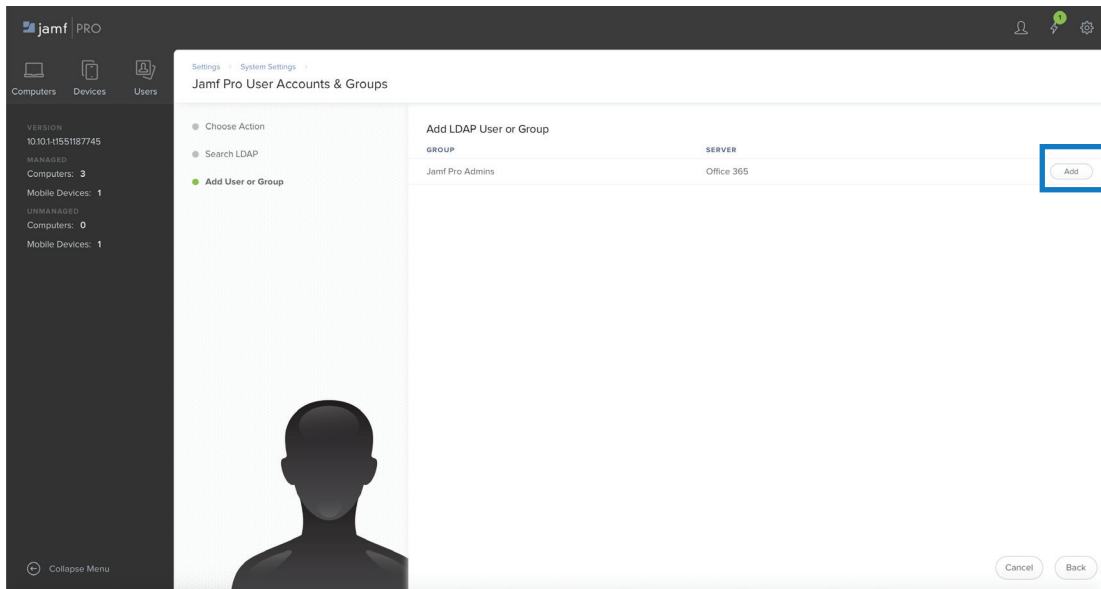 jamf PRO
1
Computers Devices Users
Settings System Settings
Jamf Pro User Accounts & Groups
VERSION
10.10.1-t1551187745
MANAGED
Computers: 3
Mobile Devices: 1
UNMANAGED
Computers: 0
Mobile Devices: 1
Choose Action
Search LDAP
Add User or Group
Add LDAP User or Group
GROUP SERVER
Jamf Pro Admins Office 365 Add
Collapse Menu
Cancel Back